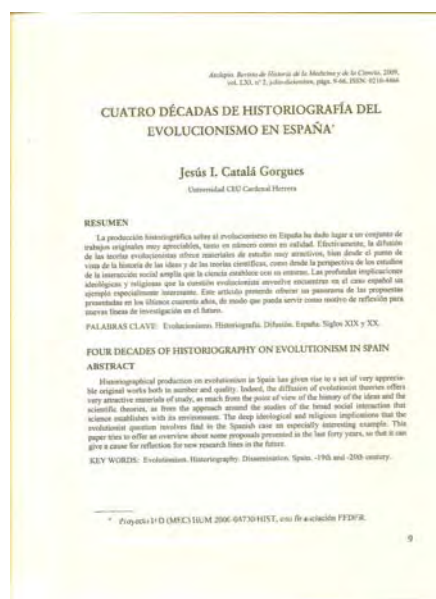 Asclepio. Revista de Historia de la Medicina y de la Ciencia, 2009,
vol. LXI, nº 2, julio-diciembre, págs. 9-66, ISSN: 0210-4466
CUATRO DÉCADAS DE HISTORIOGRAFÍA DEL
EVOLUCIONISMO EN ESPAÑA*
Jesús I. Catalá Gorgues
Universidad CEU Cardenal Herrera
RESUMEN
La producción historiográfica sobre el evolucionismo en España ha dado lugar a un conjunto de
trabajos originales muy apreciables, tanto en número como en calidad. Efectivamente, la difusión
de las teorías evolucionistas ofrece materiales de estudio muy atractivos, bien desde el punto de
vista de la historia de las ideas y de las teorías científicas, como desde la perspectiva de los estudios
de la interacción social amplia que la ciencia establece con su entorno. Las profundas implicaciones
ideológicas y religiosas que la cuestión evolucionista envuelve encuentran en el caso español un
ejemplo especialmente interesante. Este artículo pretende ofrecer un panorama de las propuestas
presentadas en los últimos cuarenta años, de modo que pueda servir como motivo de reflexión para
nuevas líneas de investigación en el futuro.
PALABRAS CLAVE: Evolucionismo. Historiografía. Difusión. España. Siglos XIX y XX.
FOUR DECADES OF HISTORIOGRAPHY ON EVOLUTIONISM IN SPAIN
ABSTRACT
Historiographical production on evolutionism in Spain has given rise to a set of very apprecia-
ble original works both in number and quality. Indeed, the diffusion of evolutionist theories offers
very attractive materials of study, as much from the point of view of the history of the ideas and the
scientific theories, as from the approach around the studies of the broad social interaction that
science establishes with its environment. The deep ideological and religious implications that the
evolutionist question involves find in the Spanish case an especially interesting example. This
paper tries to offer an overview about some proposals presented in the last forty years, so that it can
give a cause for reflection for new research lines in the future.
KEY WORDS: Evolutionism. Historiography. Dissemination. Spain. -19th and -20th century.
* Proyecto I+D (MEC) HUM 2006-04730/HIST, con financiación FEDER.
9